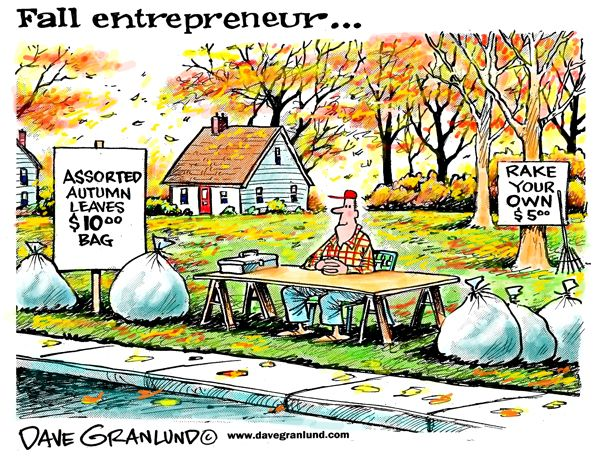 Fall entrepreneur...
ASSORTED
AUTUMN
LEAVES
$10.00
BAG
RAKE
YOUR
OWN
$5.00
DAVE GRANLUND © www.davegranlund.com